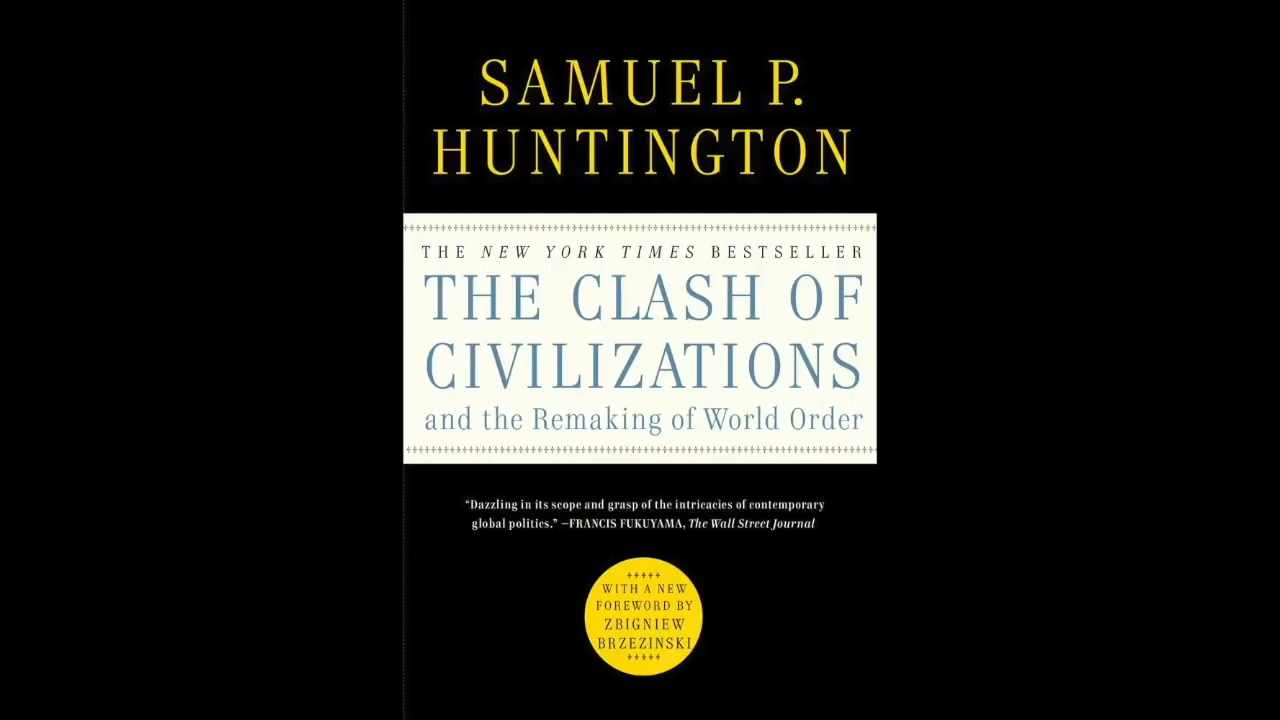 SAMUEL P.
HUNTINGTON
THE NEW YORK TIMES BESTSELLER
THE CLASH OF
CIVILIZATIONS
and the Remaking of World Order
“Dazzling in its scope and grasp of the intricacies of contemporary
global politics.” —FRANCIS FUKUYAMA, The Wall Street Journal
WITH A NEW
FOREWORD BY
ZBIGNIEW
BRZEZINSKI